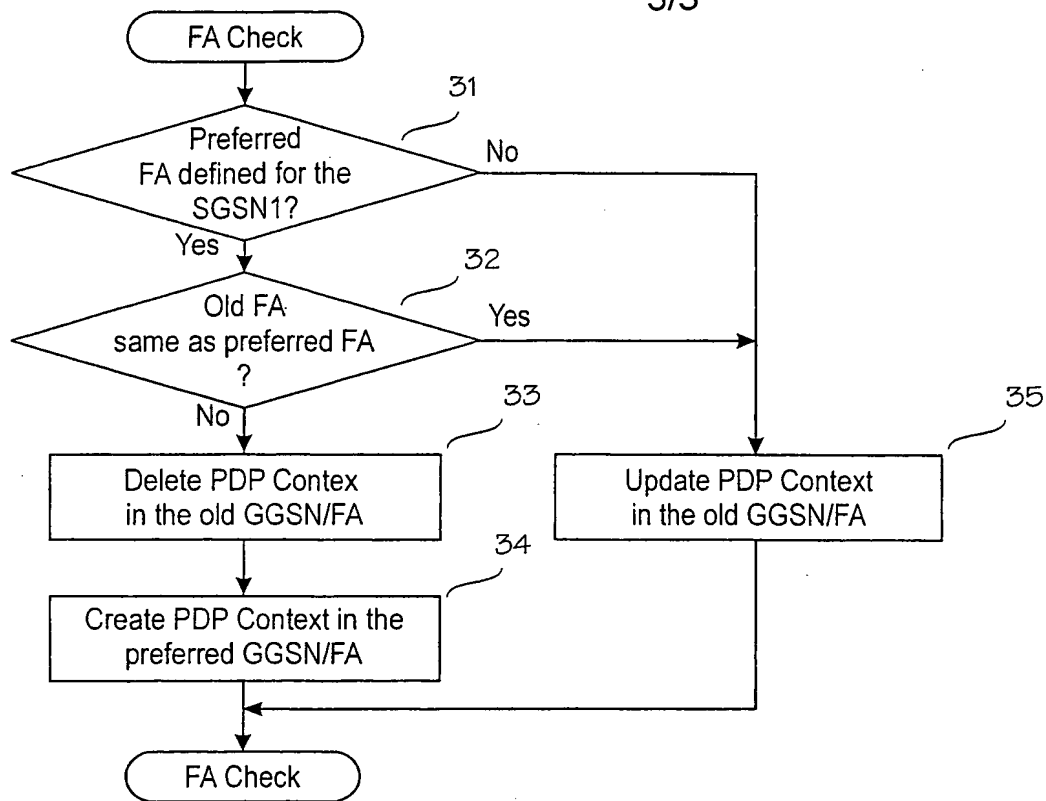 3/3
FA Check
31
Preferred
FA defined for the
SGSN1?
No
Yes
32
Old FA
same as preferred FA
?
Yes
No
33
35
Delete PDP Contex
in the old GGSN/FA
Update PDP Context
in the old GGSN/FA
34
Create PDP Context in the
preferred GGSN/FA
FA Check